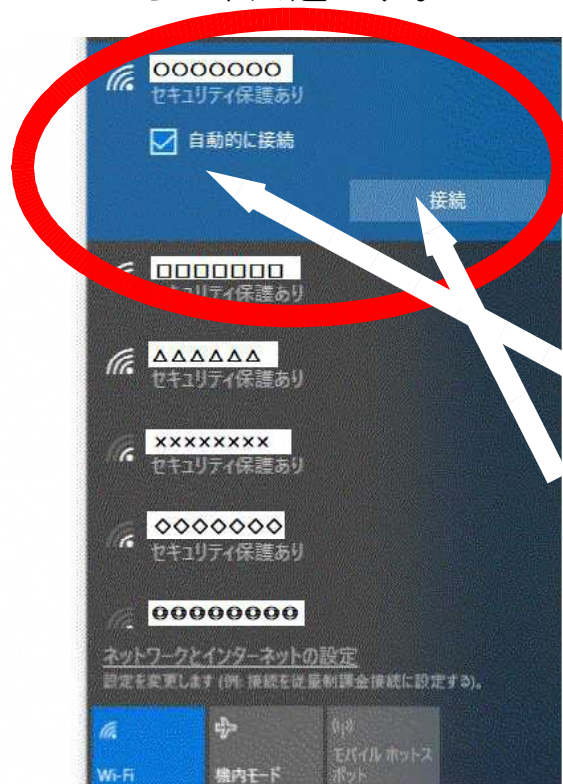 ○○○○○○○
セキュリティ保護あり
自動的に接続
接続
□□□□□□□
セキュリティ保護あり
△△△△△△
セキュリティ保護あり
××××××××
セキュリティ保護あり
◇◇◇◇◇◇◇
セキュリティ保護あり
ネットワークとインターネットの設定
設定を変更します (例: 接続を従量制課金接続に設定する)。
Wi-Fi
機内モード
モバイル ホットス
ポット